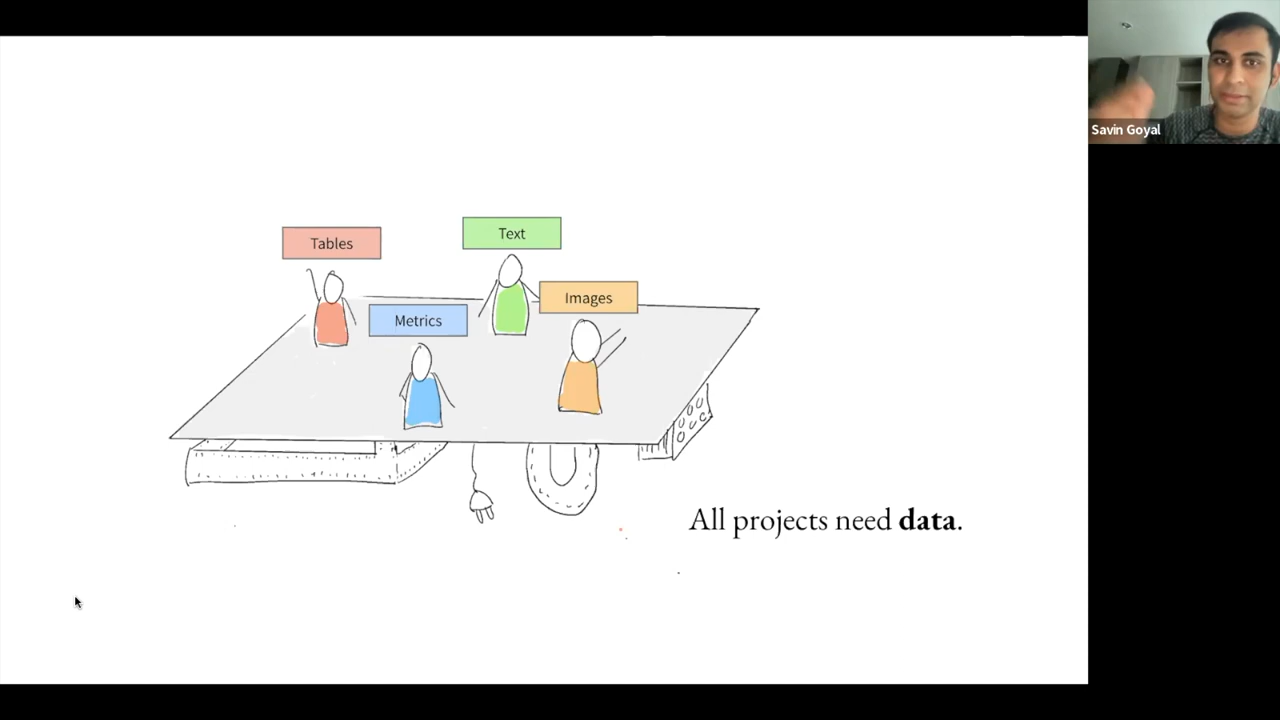 Savin Goyal
Text
Tables
Images
Metrics
All projects need data.